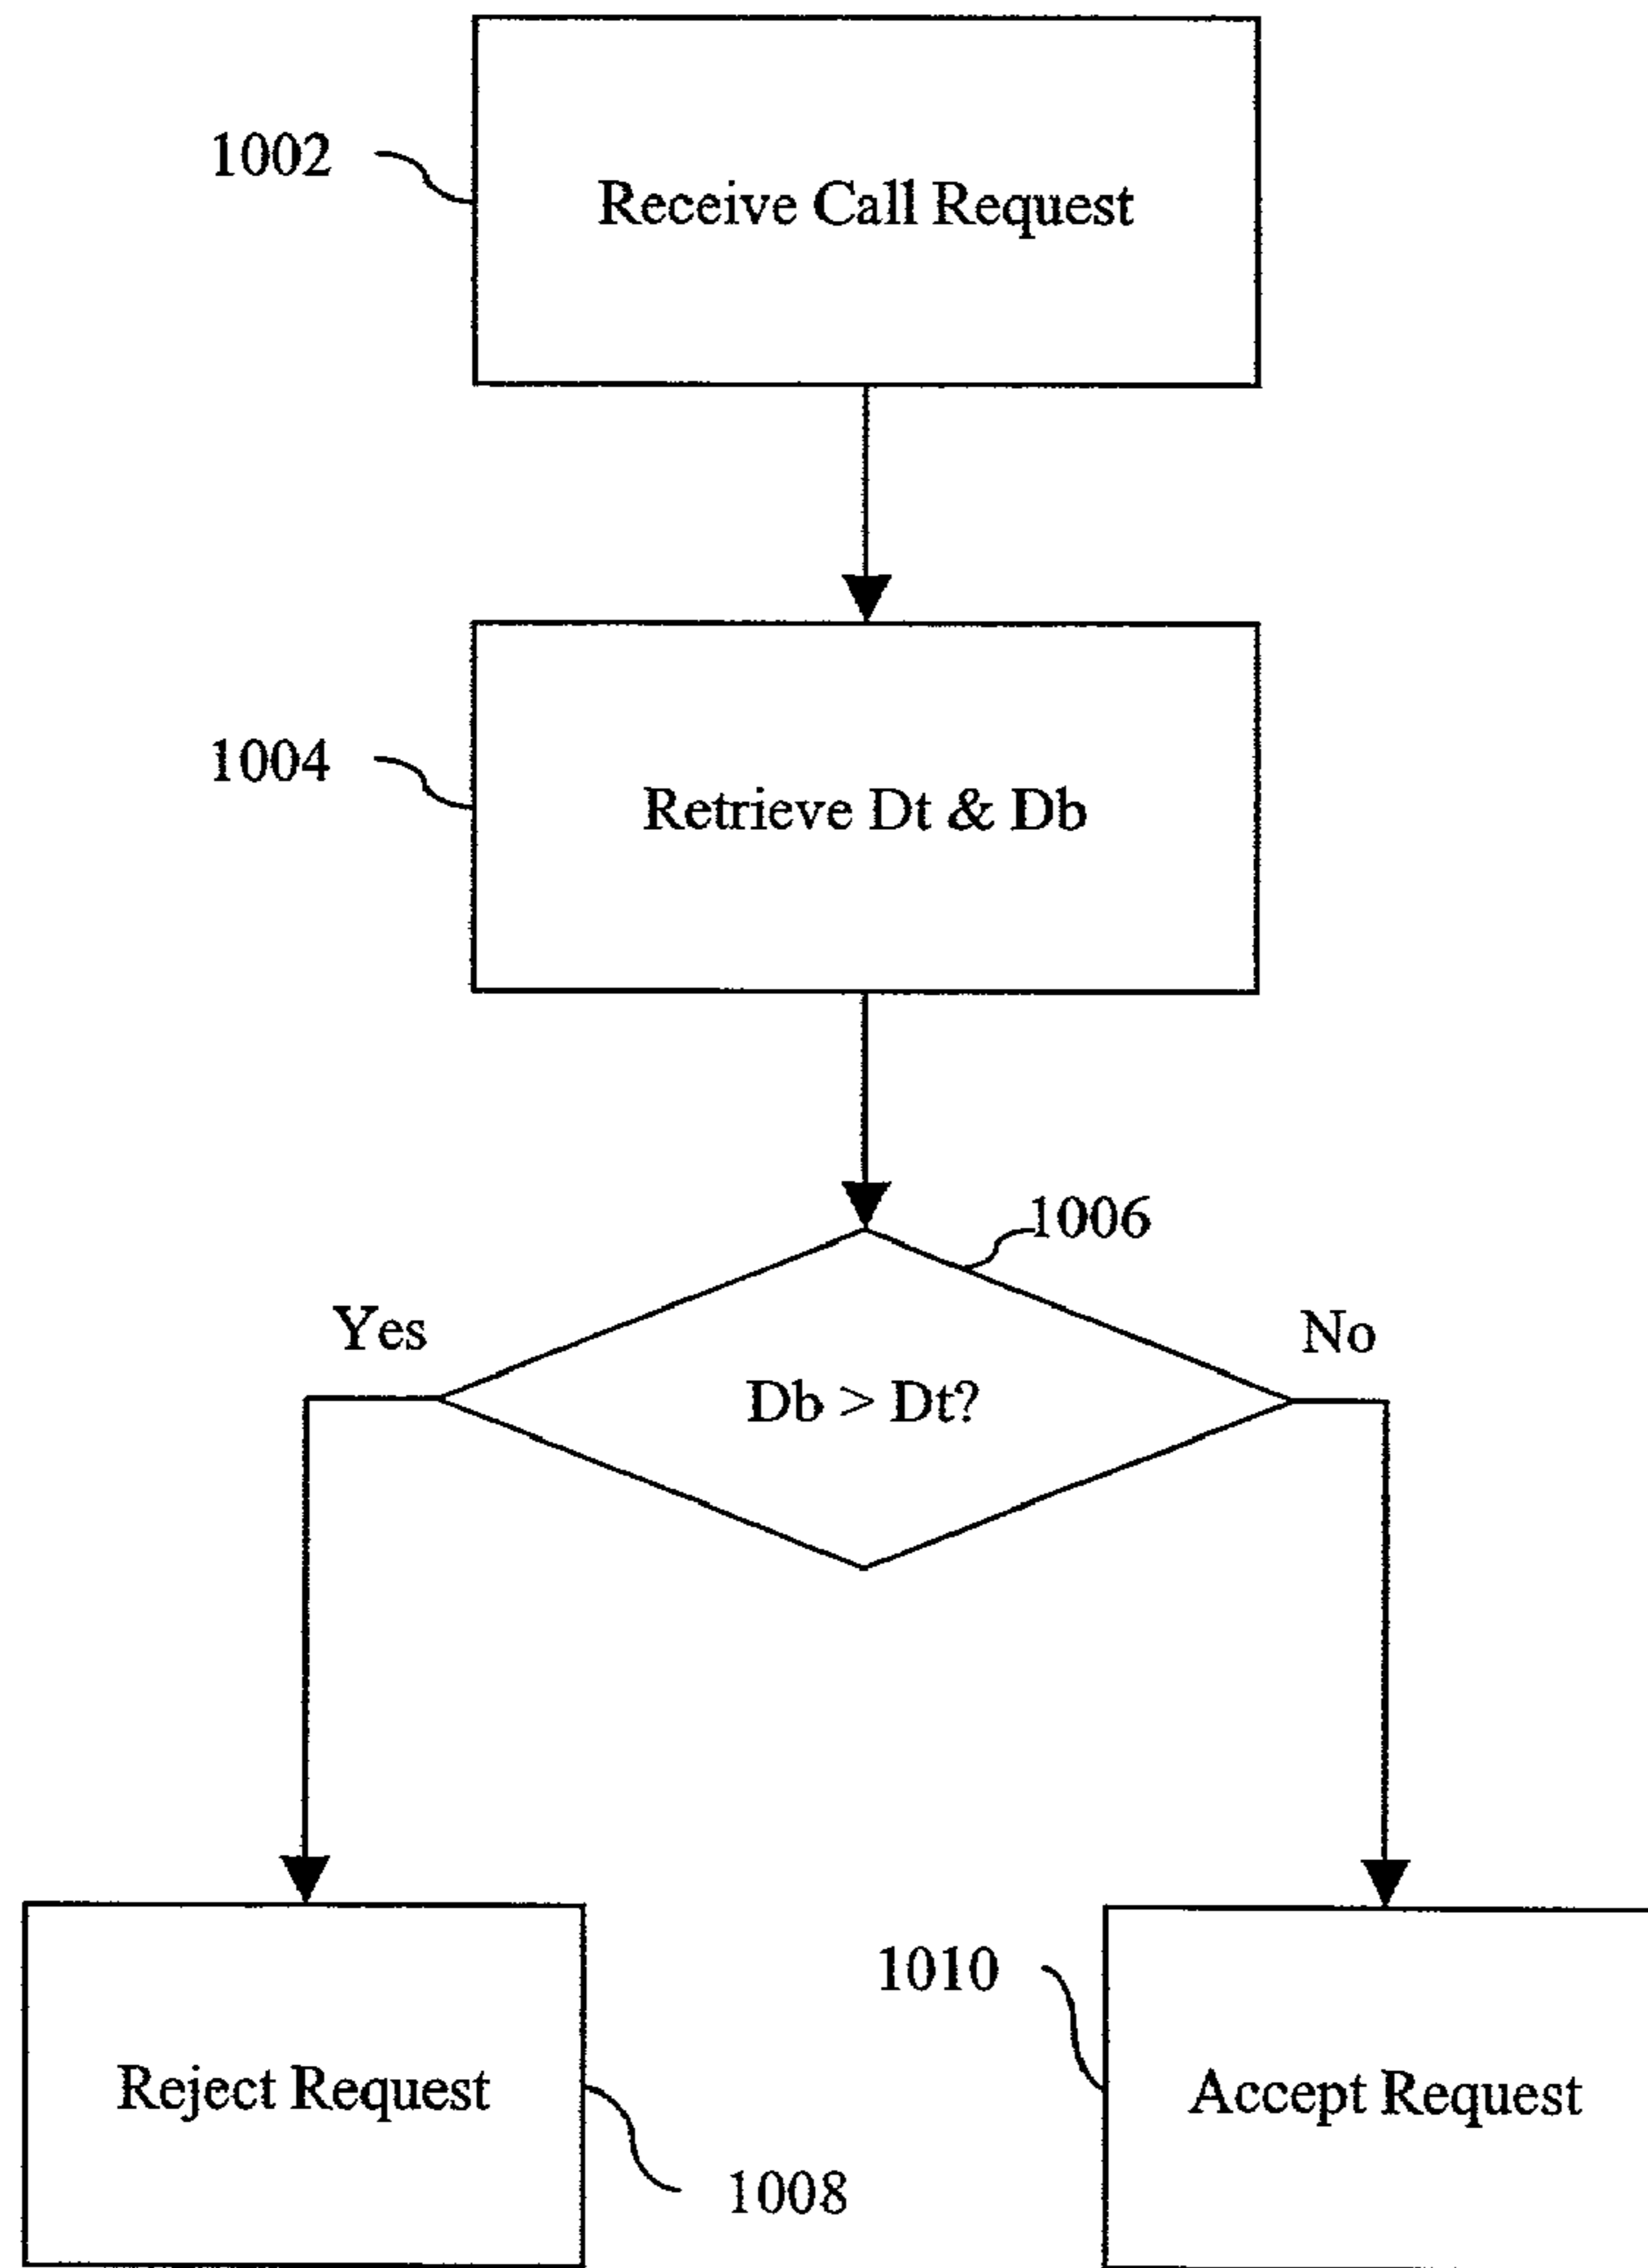 1002
Receive Call Request
1004
Retrieve Dt & Db
1006
Yes
No
Db > Dt?
1010
Reject Request
Accept Request
1008